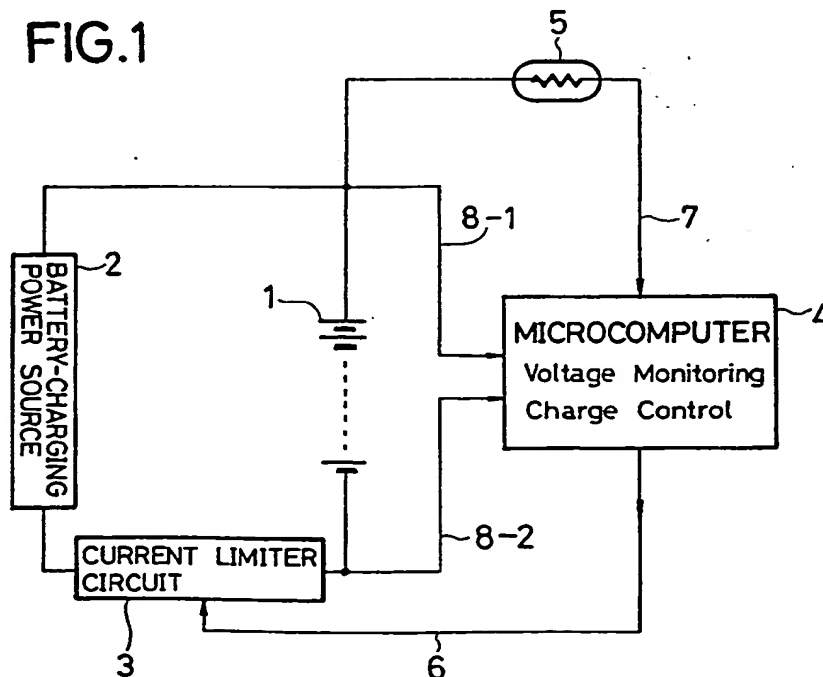 FIG.1
5
8-1
7
2
1
4
BATTERY-CHARGING
POWER SOURCE
MICROCOMPUTER
Voltage Monitoring
Charge Control
8-2
CURRENT LIMITER
CIRCUIT
3
6